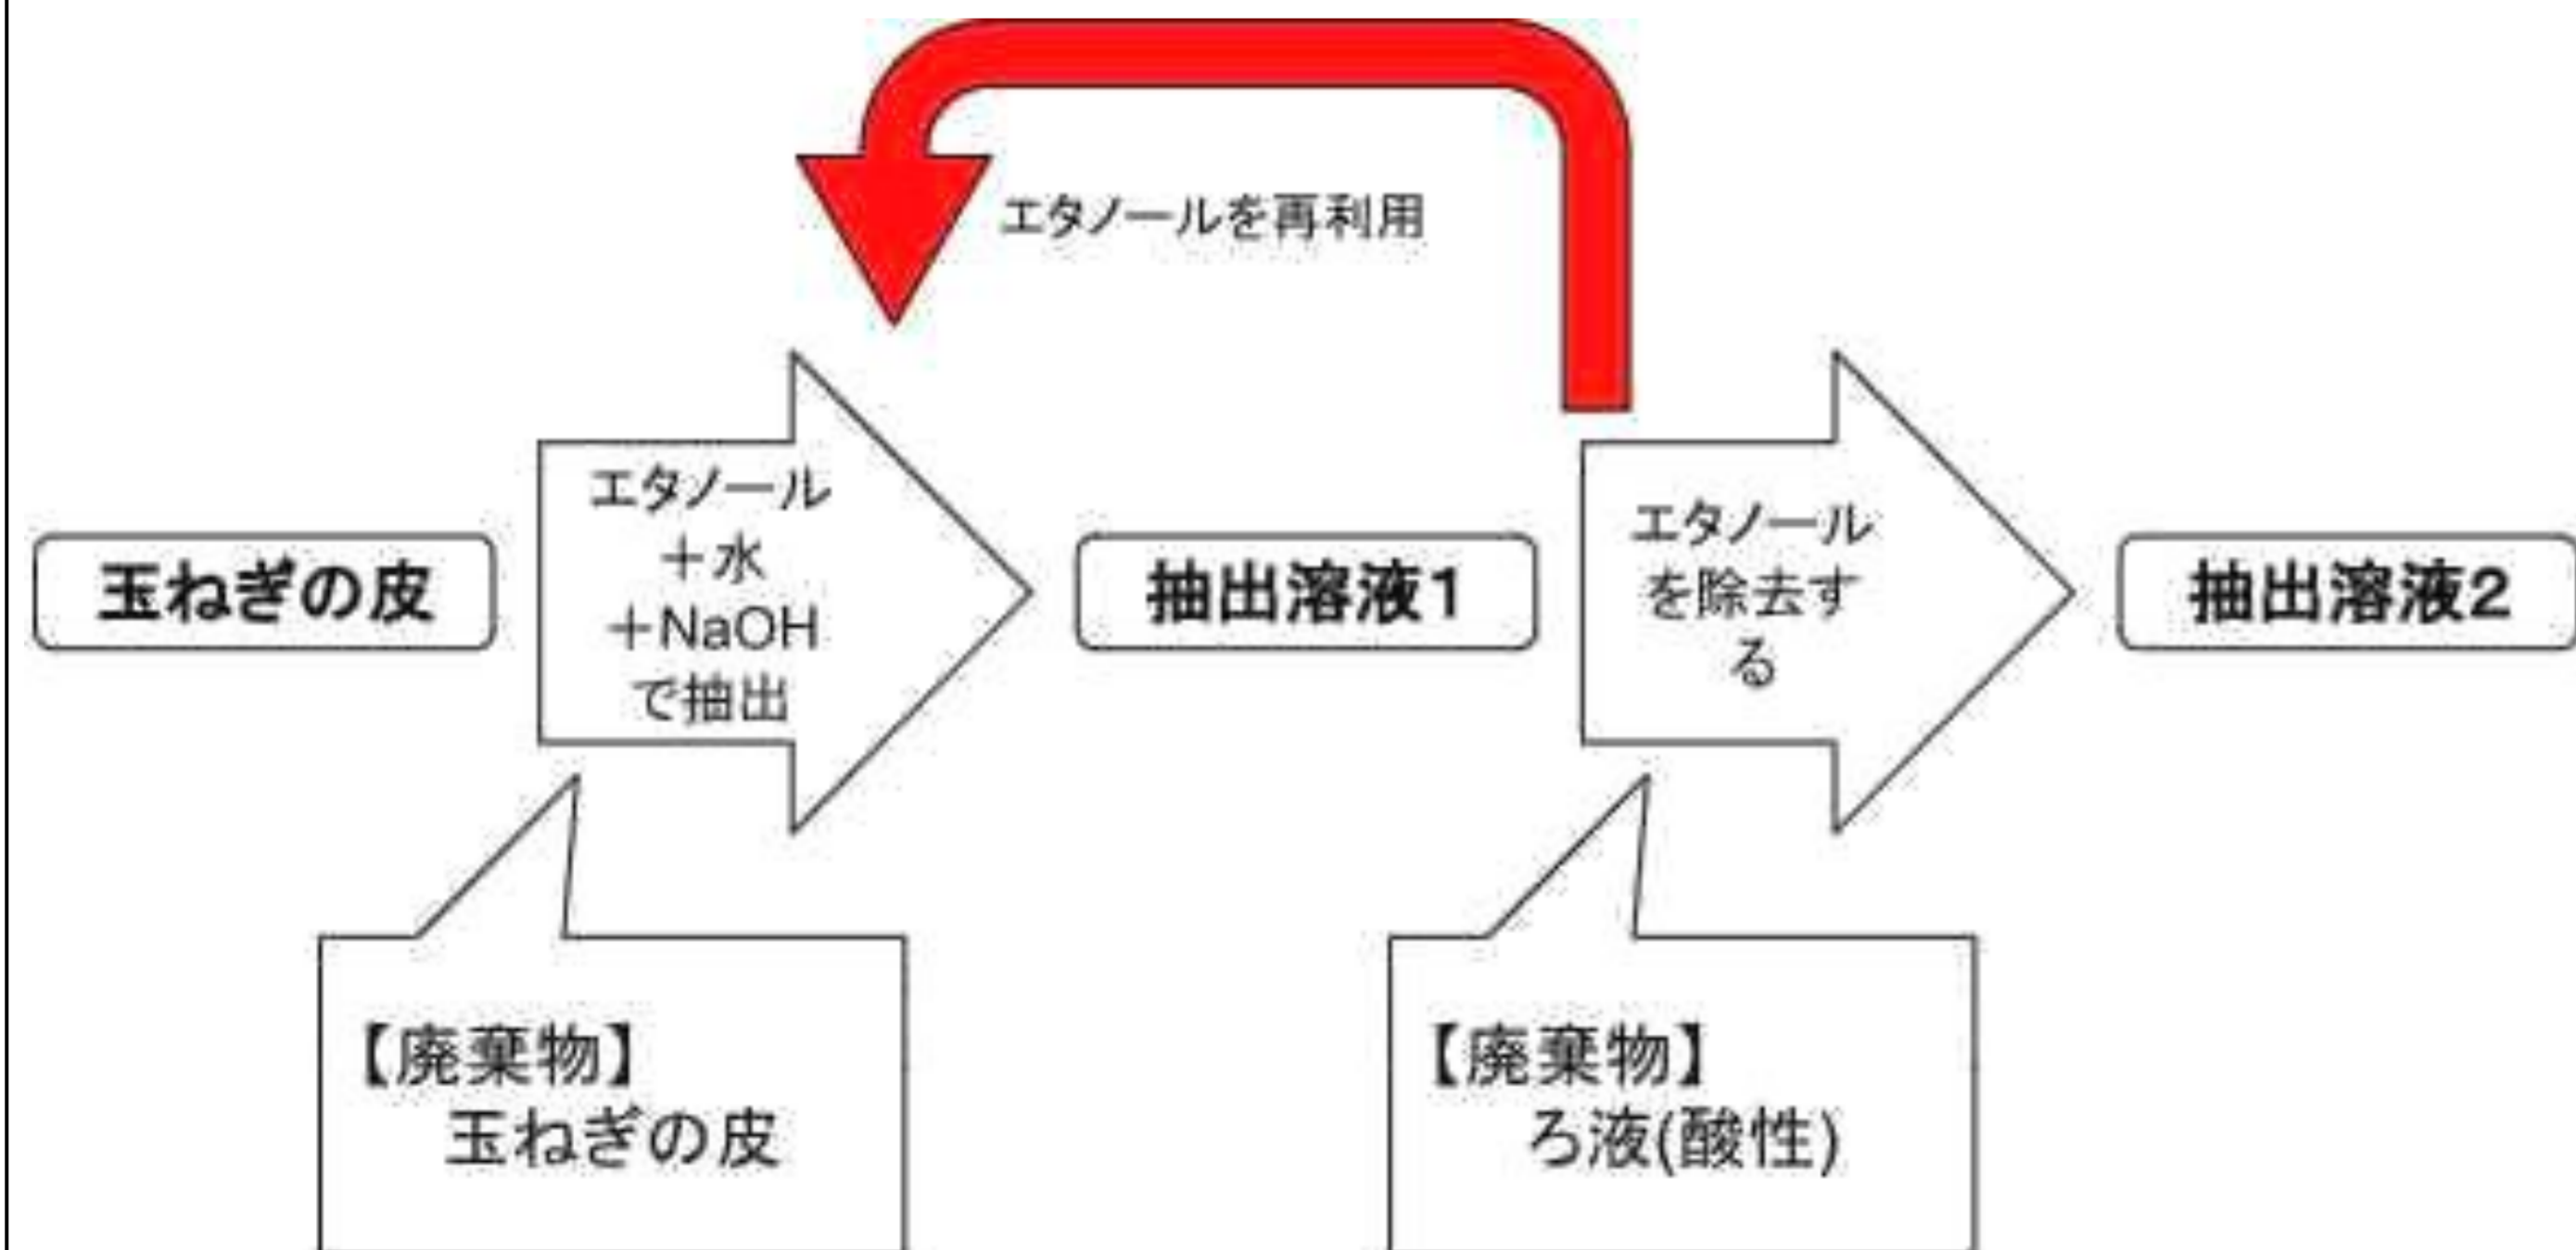 エタノールを再利用
玉ねぎの皮
エタノール
＋水
＋NaOH
で抽出
抽出溶液1
エタノール
を除去す
る
抽出溶液2
【廃棄物】
玉ねぎの皮
【廃棄物】
ろ液(酸性)